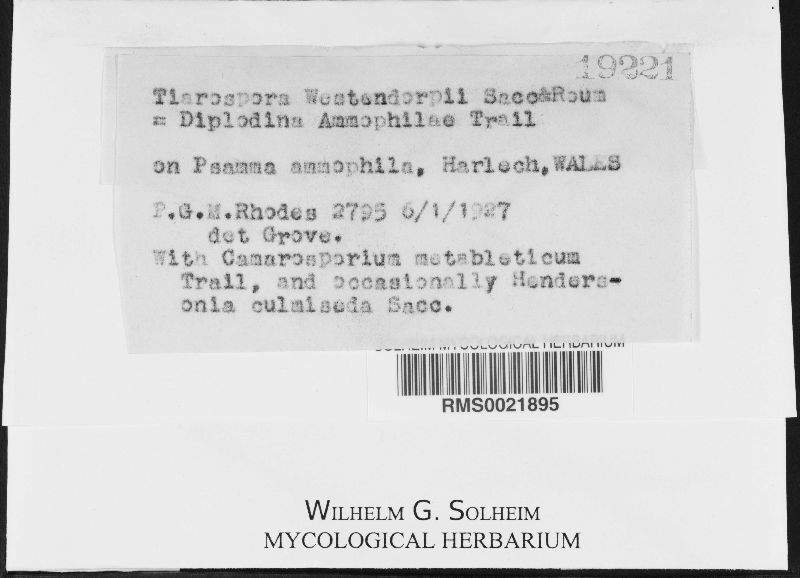 19221
Tiarospora Westendorpii Sacc&Roum
= Diplodina Ammophilae Trail
on Psamma ammophila, Harlech,WALES
P.G.M.Rhodes 2795 6/1/1927
det Grove.
With Camarosporium metableticum
Trail, and occasionally Henders-
onia culmiseda Sacc.
SOLHEIM MYCOLOGICAL HERBARIUM
RMS0021895
WILHELM G. SOLHEIM
MYCOLOGICAL HERBARIUM